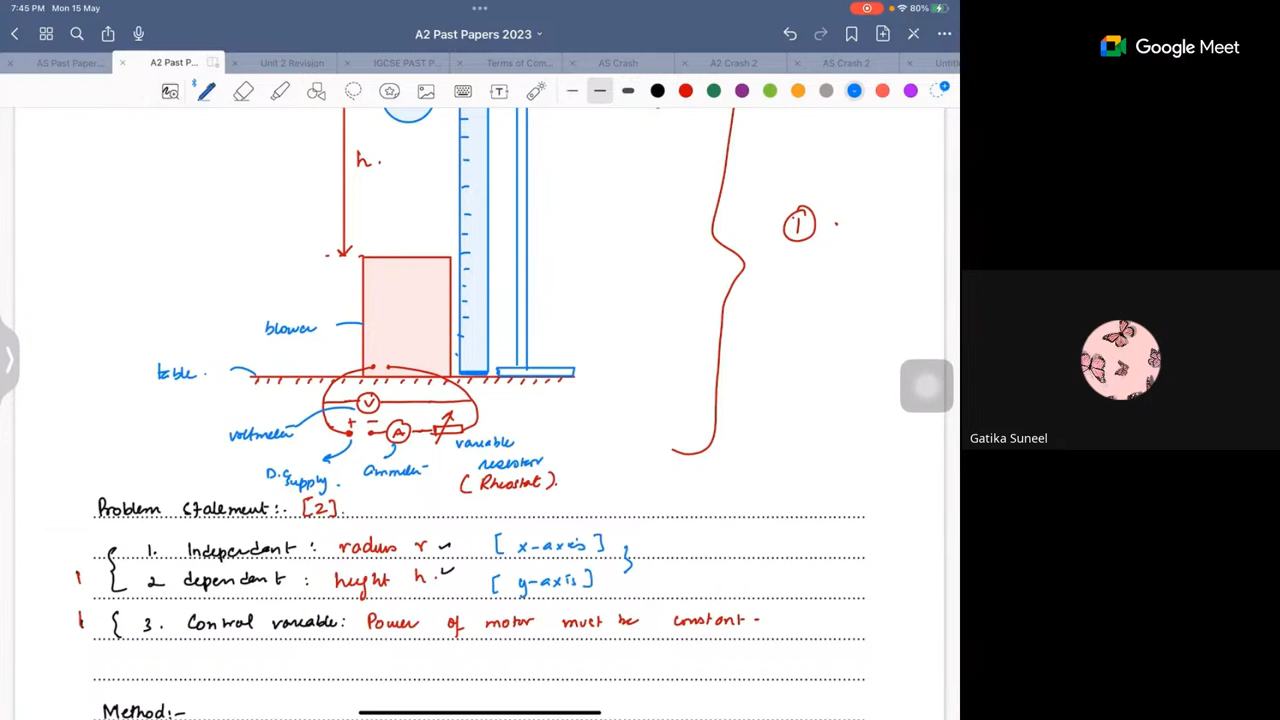 7:45 PM Mon 15 May
80%
A2 Past Papers 2023
AS Past Paper...
A2 Past P...
Unit 2 Revision
IGCSE PAST P...
Terms of Com...
AS Crash
A2 Crash 2
AS Crash 2
Untitl
Google Meet
h.
1
blower
table.
V
+ -
A
voltmeter
D.C supply.
ammeter
variable resistor
(Rheostat).
Problem statement:. [2].
1. Independent : radius r [x-axis]
1 2 dependent : height h. [y-axis]
1 3. Control variable: Power of motor must be constant -
Method:-
Gatika Suneel